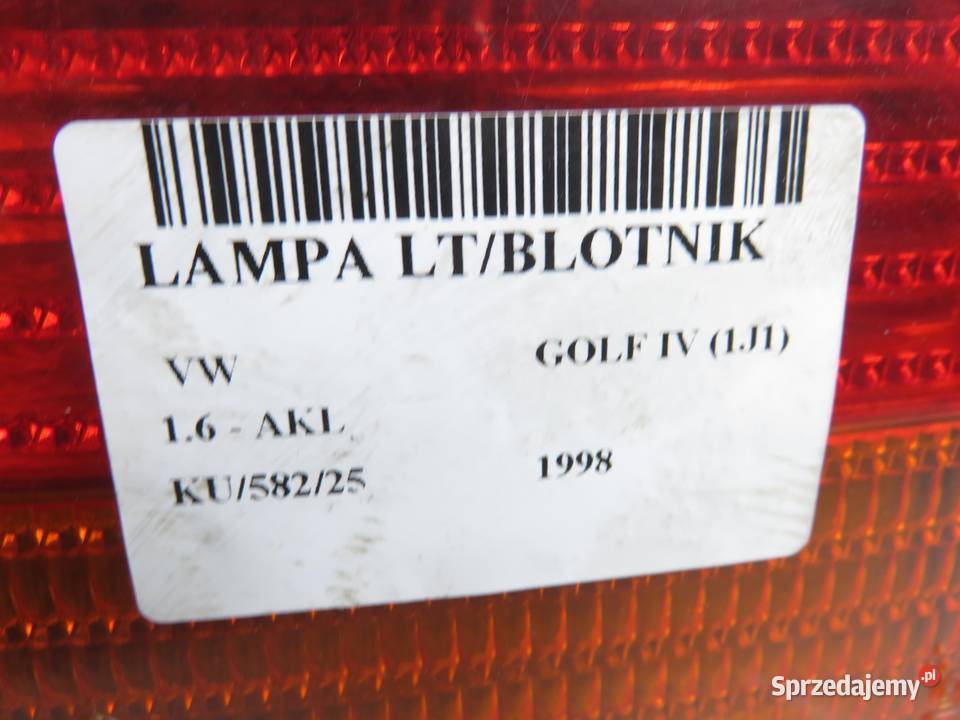 LAMPA LT/BLOTNIK
VW GOLF IV (1J1)
1.6 - AKL
KU/582/25 1998
Sprzedajemy.pl